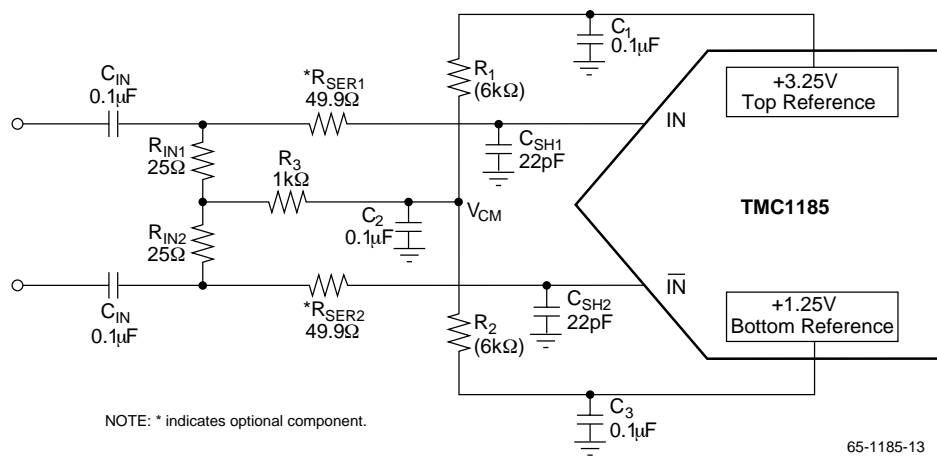 C1
0.1µF
CIN
0.1µF
*RSER1
49.9Ω
R1
(6kΩ)
+3.25V
Top Reference
IN
RIN1
25Ω
R3
1kΩ
CSH1
22pF
C2
0.1µF
VCM
TMC1185
RIN2
25Ω
CIN
0.1µF
*RSER2
49.9Ω
R2
(6kΩ)
CSH2
22pF
I̅N̅
+1.25V
Bottom Reference
NOTE: * indicates optional component.
C3
0.1µF
65-1185-13